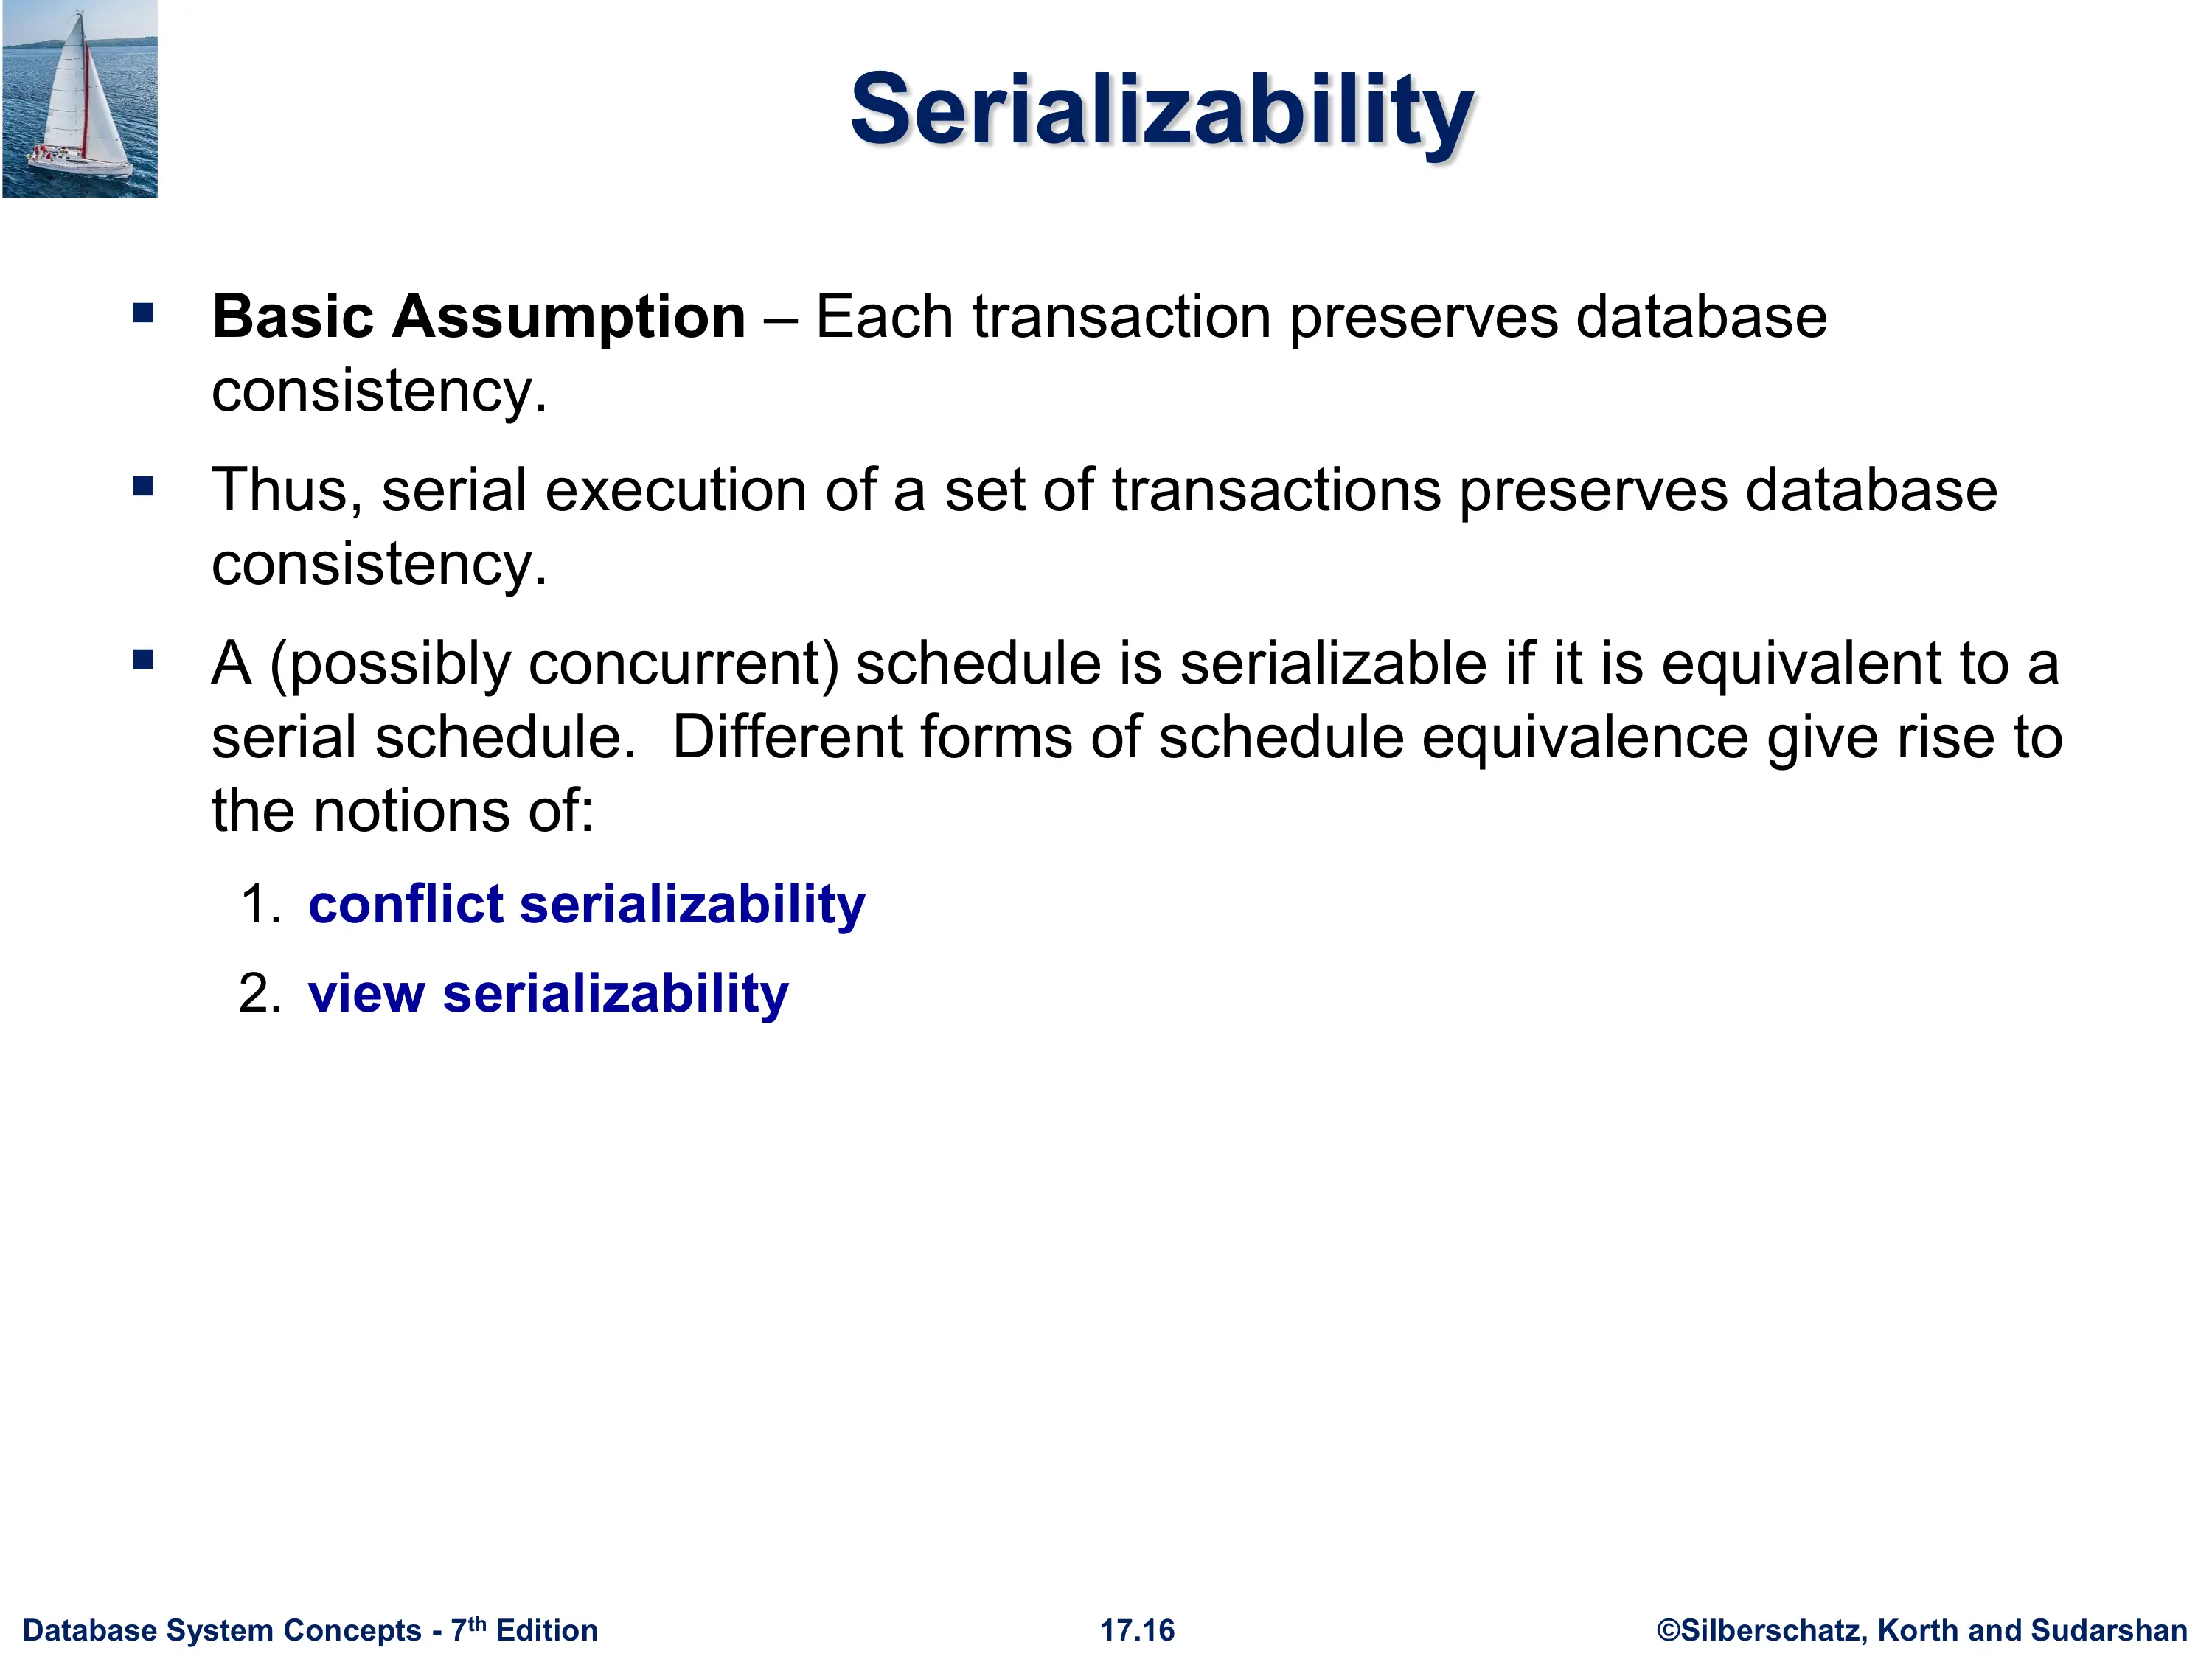 Serializability
▪ Basic Assumption – Each transaction preserves database
consistency.
▪ Thus, serial execution of a set of transactions preserves database
consistency.
▪ A (possibly concurrent) schedule is serializable if it is equivalent to a
serial schedule.  Different forms of schedule equivalence give rise to
the notions of:
1. conflict serializability
2. view serializability
Database System Concepts - 7th Edition
17.16
©Silberschatz, Korth and Sudarshan